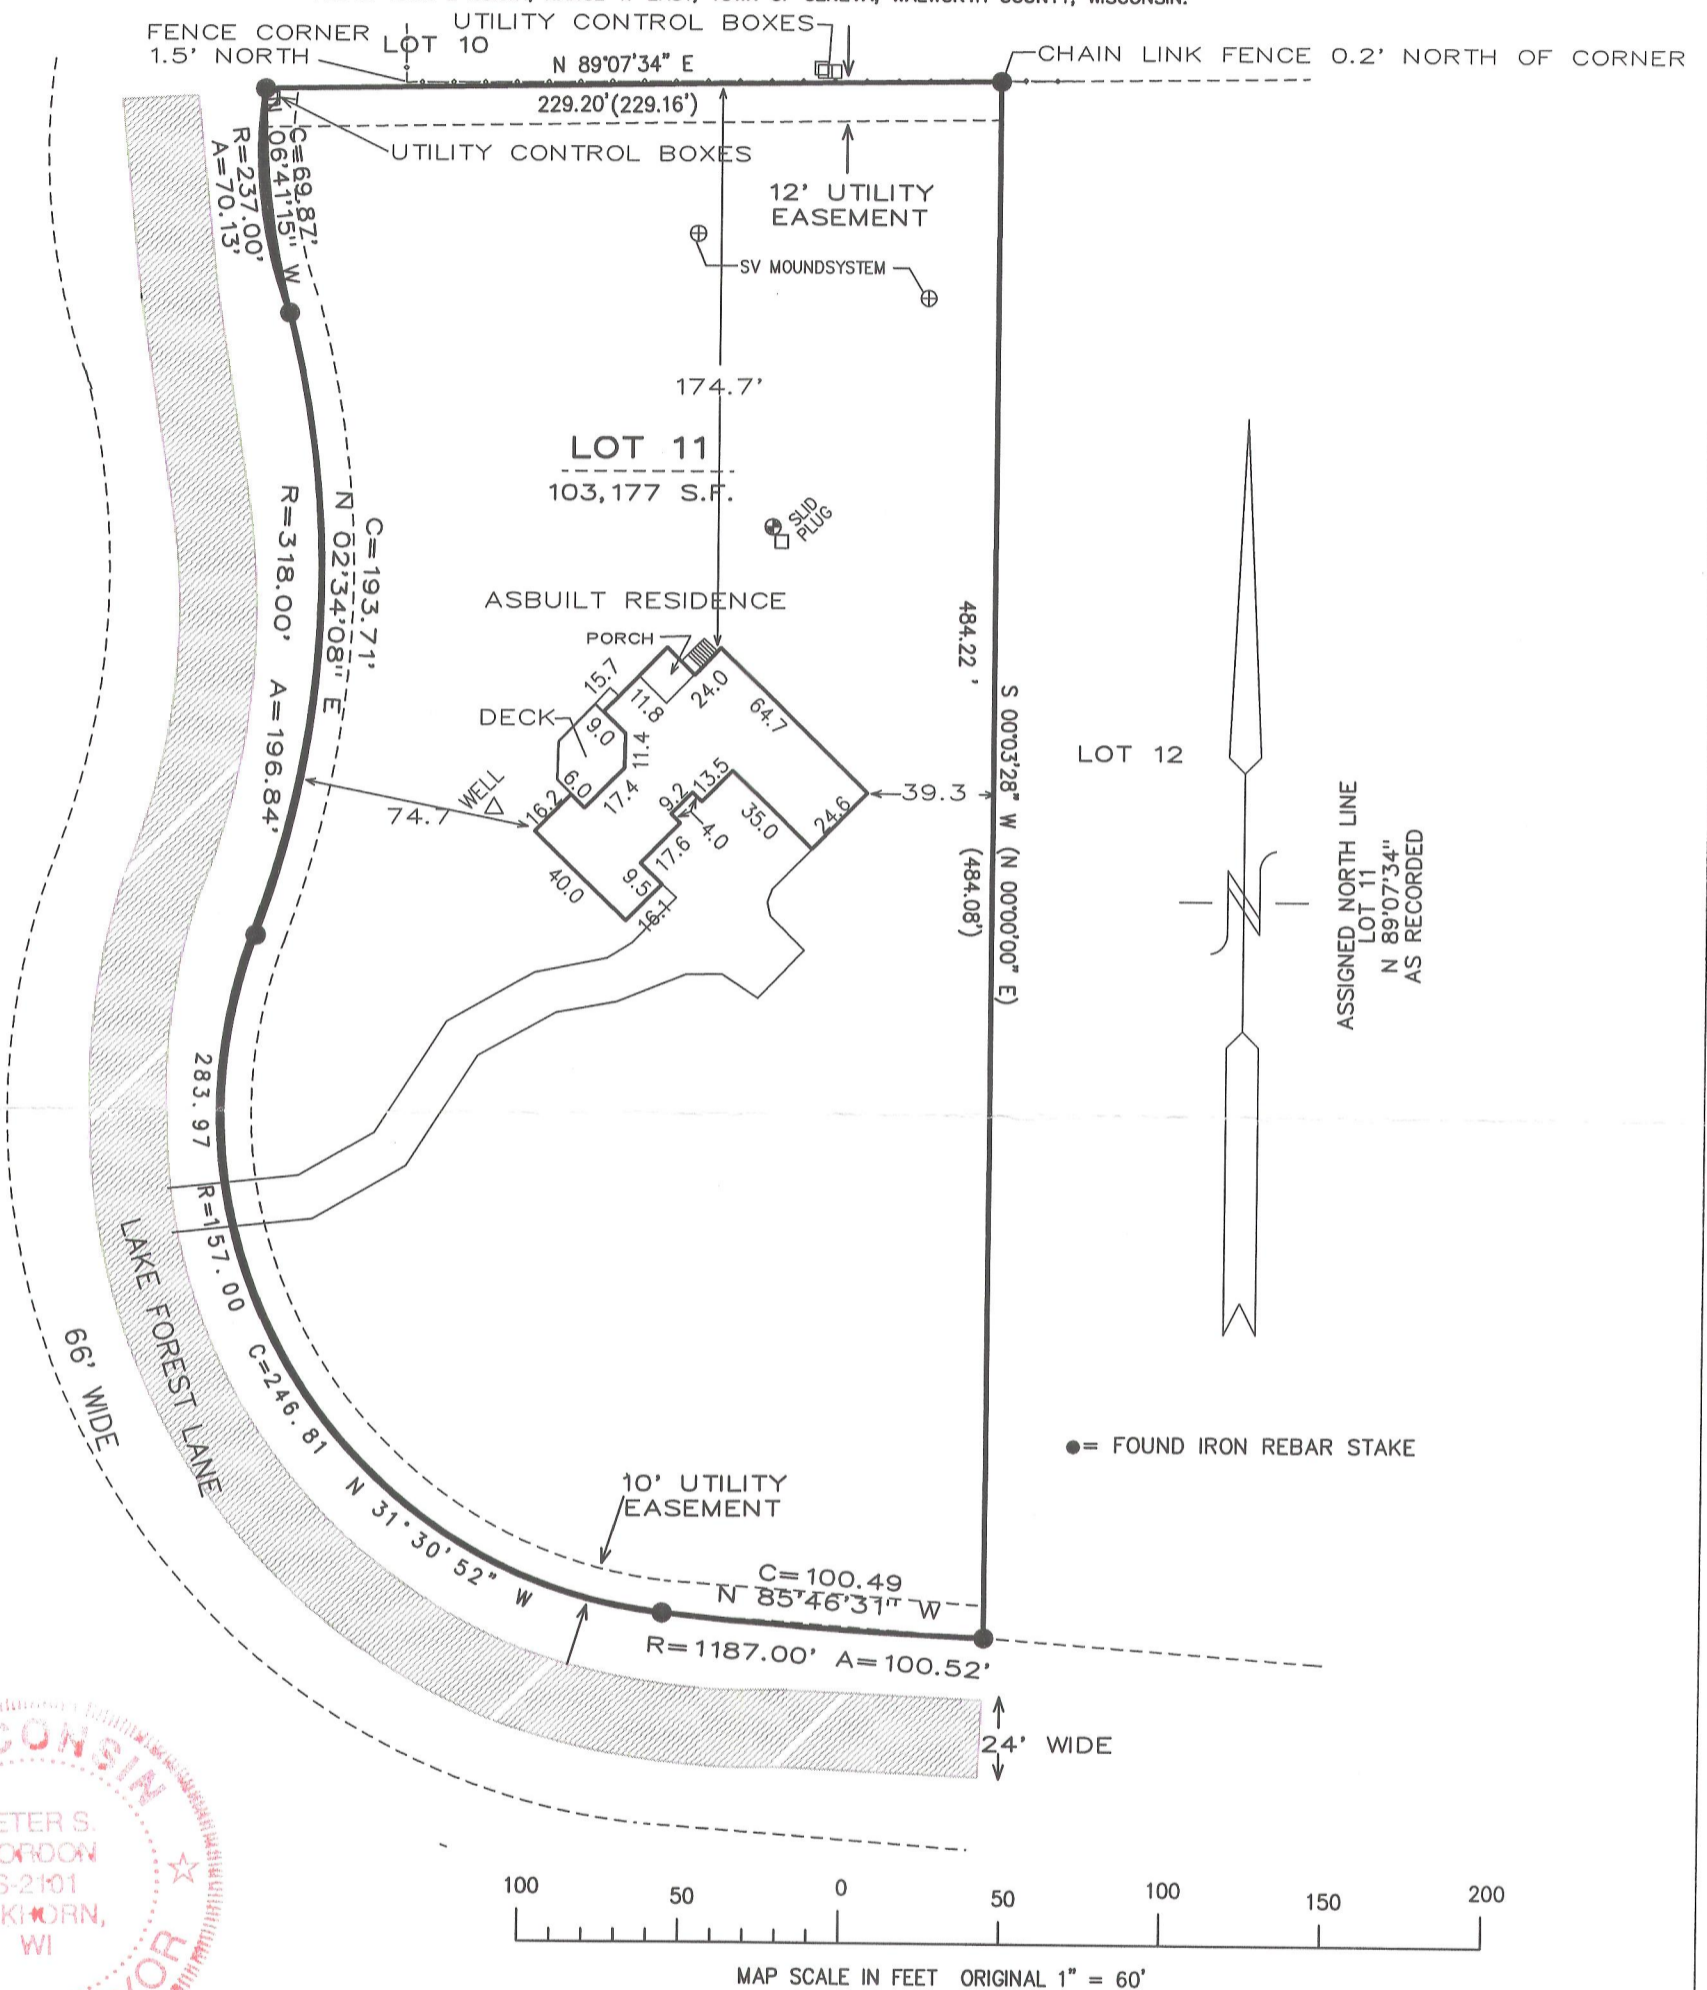 UTILITY CONTROL BOXES
FENCE CORNER
1.5' NORTH
LOT 10
N 89°07'34" E
CHAIN LINK FENCE 0.2' NORTH OF CORNER
229.20'(229.16')
UTILITY CONTROL BOXES
C=69.87'
N 06°41'15" W
R=237.00'
A=70.13'
12' UTILITY
EASEMENT
SV MOUNDSYSTEM
174.7'
LOT 11
103,177 S.F.
SLID
PLUG
C=193.71'
N 02°34'08" E
R=318.00' A=196.84'
ASBUILT RESIDENCE
PORCH
DECK
15.7
11.8
24.0
64.7
9.0
11.4
6.0
17.4
16.2
WELL
74.7
9.2
13.5
4.0
35.0
24.6
17.6
9.5
40.0
16.1
39.3
484.22 '
(484.08')
S 00°03'28" W (N 00°00'00" E)
LOT 12
ASSIGNED NORTH LINE
LOT 11
N 89°07'34"
AS RECORDED
N
283.97 R=157.00 C=246.81 N 31°30'52" W
LAKE FOREST LANE
66' WIDE
●= FOUND IRON REBAR STAKE
10' UTILITY
EASEMENT
C=100.49
N 85°46'31" W
R=1187.00' A=100.52'
24' WIDE
CONSIN
ETER S.
ORDON
S-2101
KHORN,
WI
YOR
100 50 0 50 100 150 200
MAP SCALE IN FEET ORIGINAL 1" = 60'